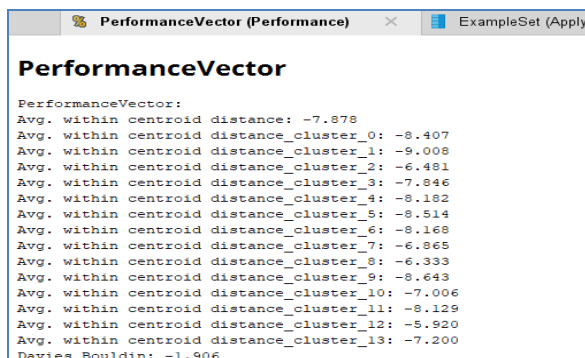 PerformanceVector (Performance) × ExampleSet (Apply
PerformanceVector
PerformanceVector:
Avg. within centroid distance: -7.878
Avg. within centroid distance_cluster_0: -8.407
Avg. within centroid distance_cluster_1: -9.008
Avg. within centroid distance_cluster_2: -6.481
Avg. within centroid distance_cluster_3: -7.846
Avg. within centroid distance_cluster_4: -8.182
Avg. within centroid distance_cluster_5: -8.514
Avg. within centroid distance_cluster_6: -8.168
Avg. within centroid distance_cluster_7: -6.865
Avg. within centroid distance_cluster_8: -6.333
Avg. within centroid distance_cluster_9: -8.643
Avg. within centroid distance_cluster_10: -7.006
Avg. within centroid distance_cluster_11: -8.129
Avg. within centroid distance_cluster_12: -5.920
Avg. within centroid distance_cluster_13: -7.200
Davies Bouldin: -1.906